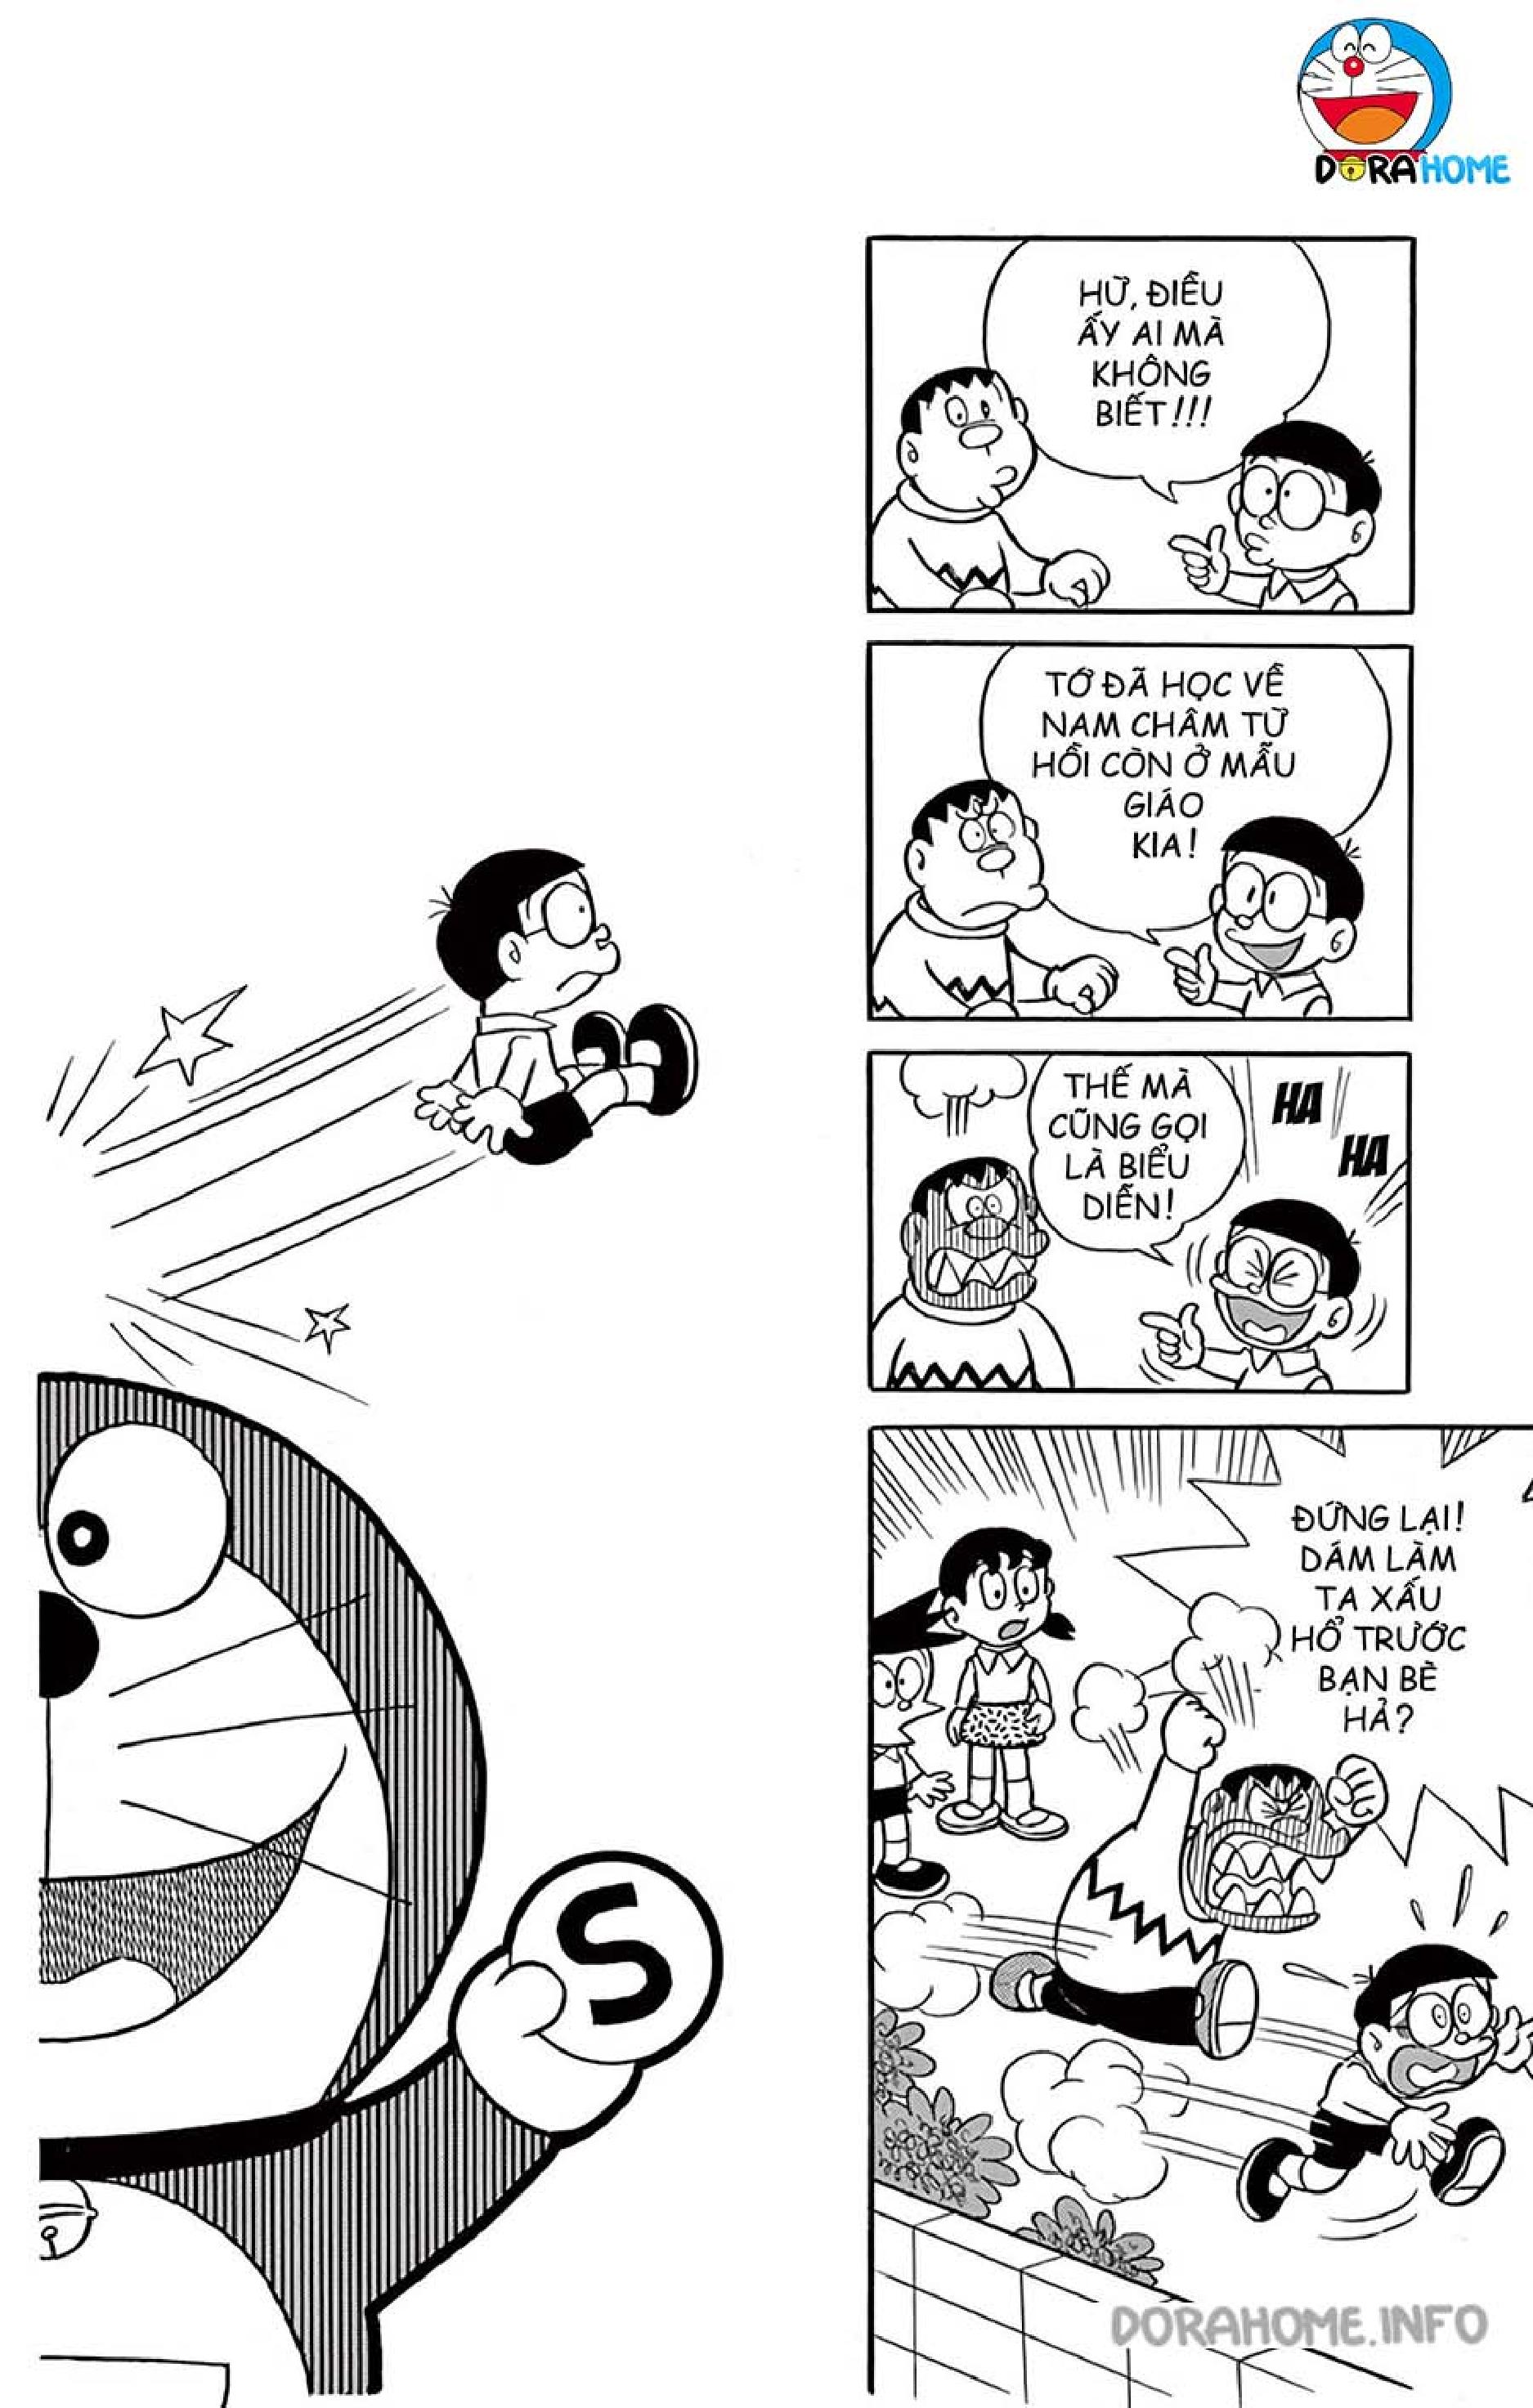 DORAHOME
HỪ, ĐIỀU
ẤY AI MÀ
KHÔNG
BIẾT!!!
TỚ ĐÃ HỌC VỀ
NAM CHÂM TỪ
HỒI CÒN Ở MẪU
GIÁO
KIA!
THẾ MÀ
CŨNG GỌI
LÀ BIỂU
DIỄN!
HA
HA
ĐỨNG LẠI!
DÁM LÀM
TA XẤU
HỔ TRƯỚC
BẠN BÈ
HẢ?
S
DORAHOME.INFO